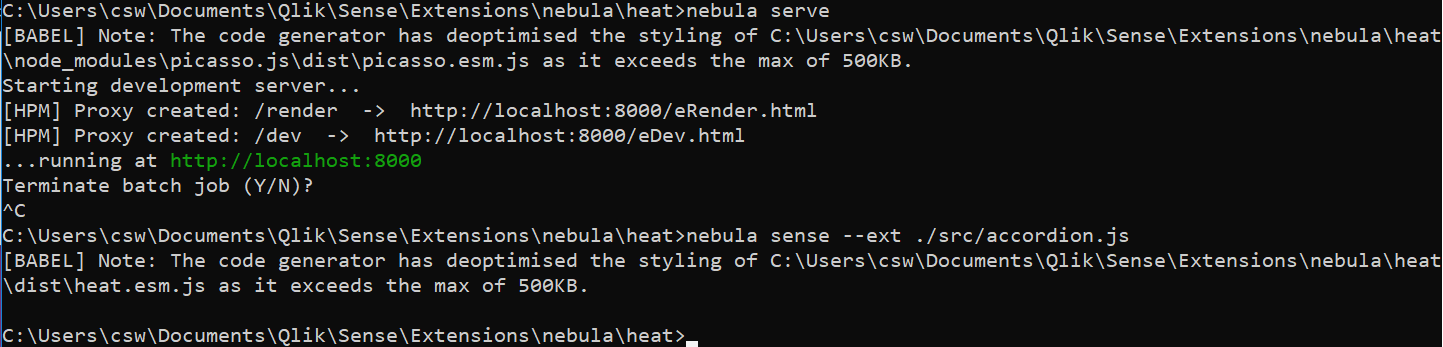 C:\Users\csw\Documents\Qlik\Sense\Extensions\nebula\heat>nebula serve
[BABEL] Note: The code generator has deoptimised the styling of C:\Users\csw\Documents\Qlik\Sense\Extensions\nebula\heat
\node_modules\picasso.js\dist\picasso.esm.js as it exceeds the max of 500KB.
Starting development server...
[HPM] Proxy created: /render  ->  http://localhost:8000/eRender.html
[HPM] Proxy created: /dev  ->  http://localhost:8000/eDev.html
...running at http://localhost:8000
Terminate batch job (Y/N)?
^C
C:\Users\csw\Documents\Qlik\Sense\Extensions\nebula\heat>nebula sense --ext ./src/accordion.js
[BABEL] Note: The code generator has deoptimised the styling of C:\Users\csw\Documents\Qlik\Sense\Extensions\nebula\heat
\dist\heat.esm.js as it exceeds the max of 500KB.
C:\Users\csw\Documents\Qlik\Sense\Extensions\nebula\heat>